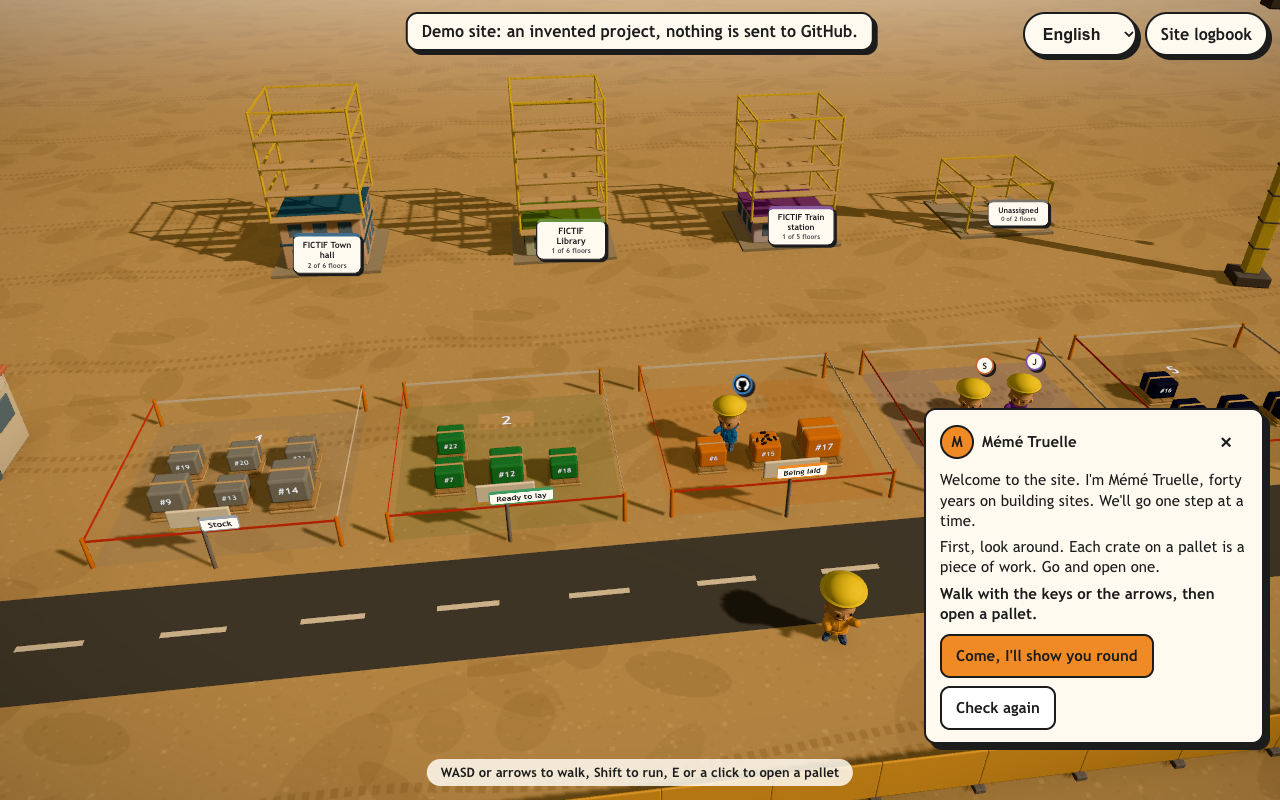 Demo site: an invented project, nothing is sent to GitHub.
English
Site logbook
FICTIF Town
hall
2 of 6 floors
FICTIF
Library
1 of 6 floors
FICTIF Train
station
1 of 5 floors
Unassigned
0 of 2 floors
S
J
#19
#20
#9
#13
#14
Stock
2
#22
#7
#12
#18
Ready to lay
#6
#15
#17
Being laid
5
#16
M
Mémé Truelle
×
Welcome to the site. I'm Mémé Truelle, forty
years on building sites. We'll go one step at a
time.
First, look around. Each crate on a pallet is a
piece of work. Go and open one.
Walk with the keys or the arrows, then
open a pallet.
Come, I'll show you round
Check again
WASD or arrows to walk, Shift to run, E or a click to open a pallet